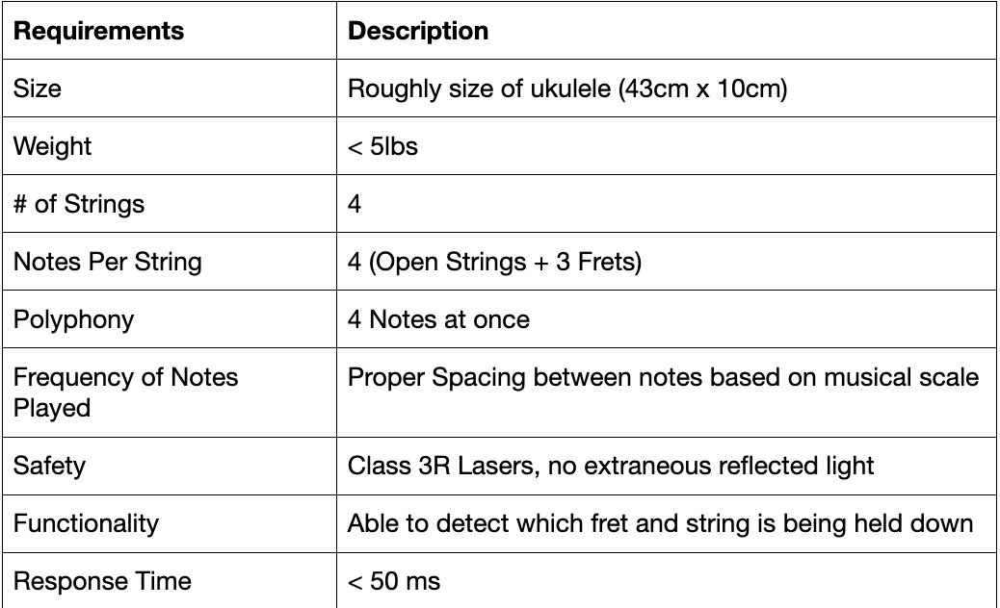 Requirements Description
Size Roughly size of ukulele (43cm x 10cm)
Weight < 5lbs
# of Strings 4
Notes Per String 4 (Open Strings + 3 Frets)
Polyphony 4 Notes at once
Frequency of Notes Proper Spacing between notes based on musical scale
Played
Safety Class 3R Lasers, no extraneous reflected light
Functionality Able to detect which fret and string is being held down
Response Time < 50 ms